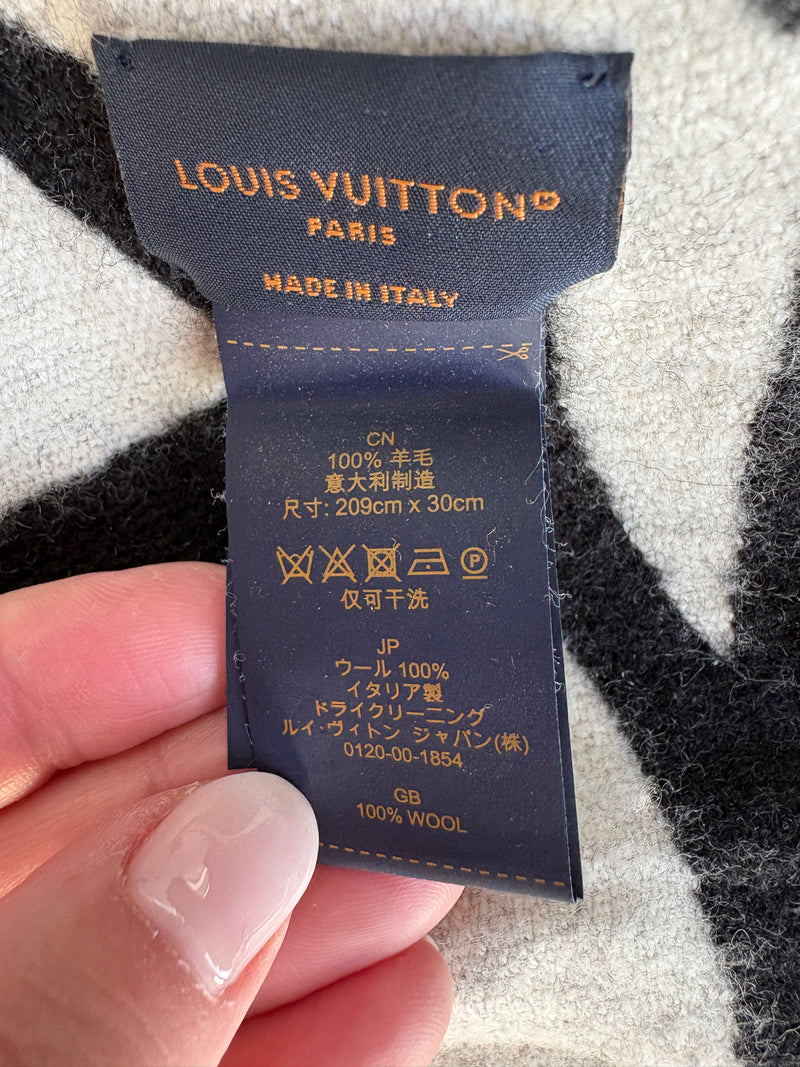 LOUIS VUITTON
PARIS
MADE IN ITALY
CN
100% 羊毛
意大利制造
尺寸: 209cm x 30cm
P
仅可干洗
JP
ウール 100%
イタリア製
ドライクリーニング
ルイ・ヴィトン ジャパン(株)
0120-00-1854
GB
100% WOOL